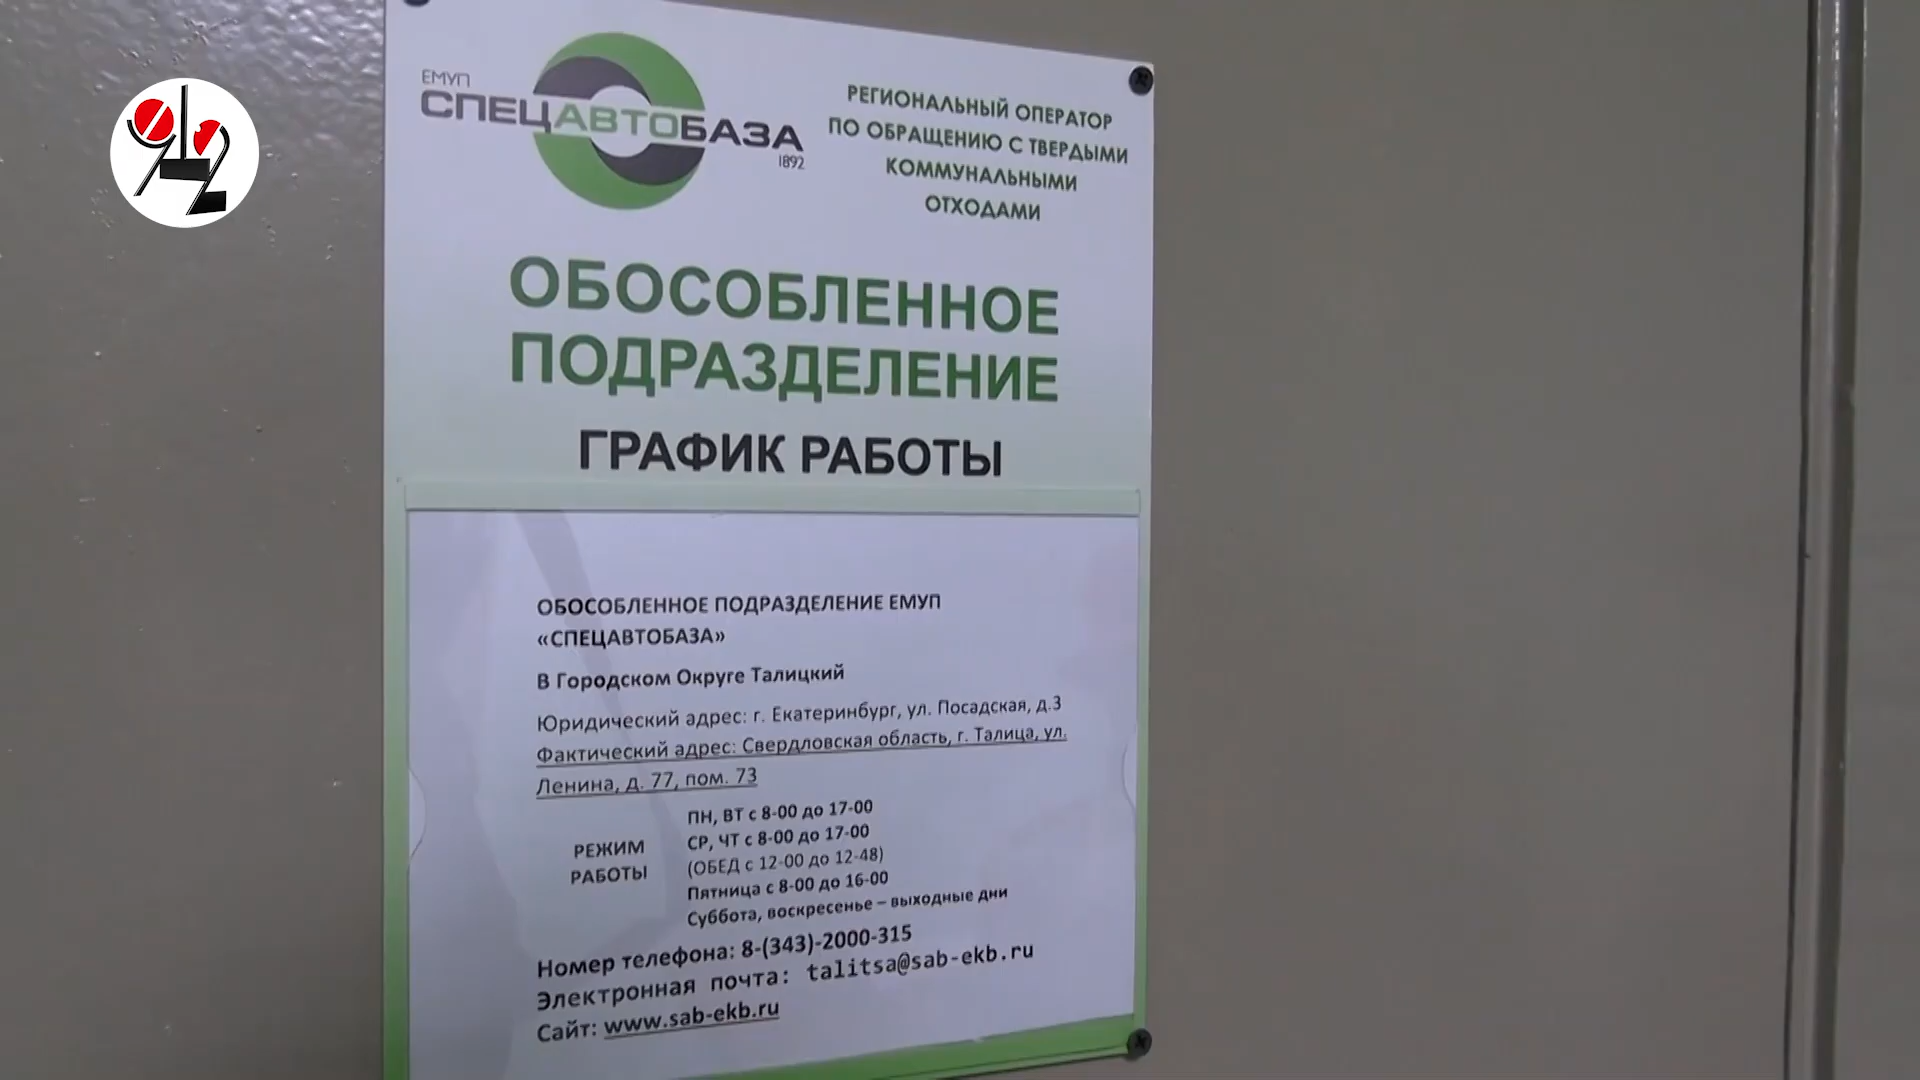 ЕМУП
СПЕЦАВТОБАЗА
1892
РЕГИОНАЛЬНЫЙ ОПЕРАТОР
ПО ОБРАЩЕНИЮ С ТВЕРДЫМИ
КОММУНАЛЬНЫМИ
ОТХОДАМИ
ОБОСОБЛЕННОЕ
ПОДРАЗДЕЛЕНИЕ
ГРАФИК РАБОТЫ
ОБОСОБЛЕННОЕ ПОДРАЗДЕЛЕНИЕ ЕМУП
«СПЕЦАВТОБАЗА»
В Городском Округе Талицкий
Юридический адрес: г. Екатеринбург, ул. Посадская, д.3
Фактический адрес: Свердловская область, г. Талица, ул.
Ленина, д. 77, пом. 73
РЕЖИМ
РАБОТЫ
ПН, ВТ с 8-00 до 17-00
СР, ЧТ с 8-00 до 17-00
(ОБЕД с 12-00 до 12-48)
Пятница с 8-00 до 16-00
Суббота, воскресенье – выходные дни
Номер телефона: 8-(343)-2000-315
Электронная почта: talitsa@sab-ekb.ru
Сайт: www.sab-ekb.ru